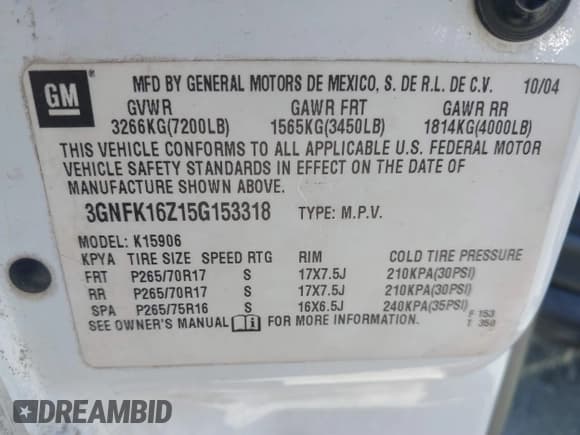 GM ® MFD BY GENERAL MOTORS DE MEXICO, S. DE R.L. DE C.V. 10/04
GVWR GAWR FRT GAWR RR
3266KG(7200LB) 1565KG(3450LB) 1814KG(4000LB)
THIS VEHICLE CONFORMS TO ALL APPLICABLE U.S. FEDERAL MOTOR
VEHICLE SAFETY STANDARDS IN EFFECT ON THE DATE OF
MANUFACTURE SHOWN ABOVE.
3GNFK16Z15G153318 TYPE: M.P.V.
MODEL: K15906
KPYA TIRE SIZE SPEED RTG RIM COLD TIRE PRESSURE
FRT P265/70R17 S 17X7.5J 210KPA(30PSI)
RR P265/70R17 S 17X7.5J 210KPA(30PSI)
SPA P265/75R16 S 16X6.5J 240KPA(35PSI)
SEE OWNER'S MANUAL FOR MORE INFORMATION. F 153
T 350
DREAMBID